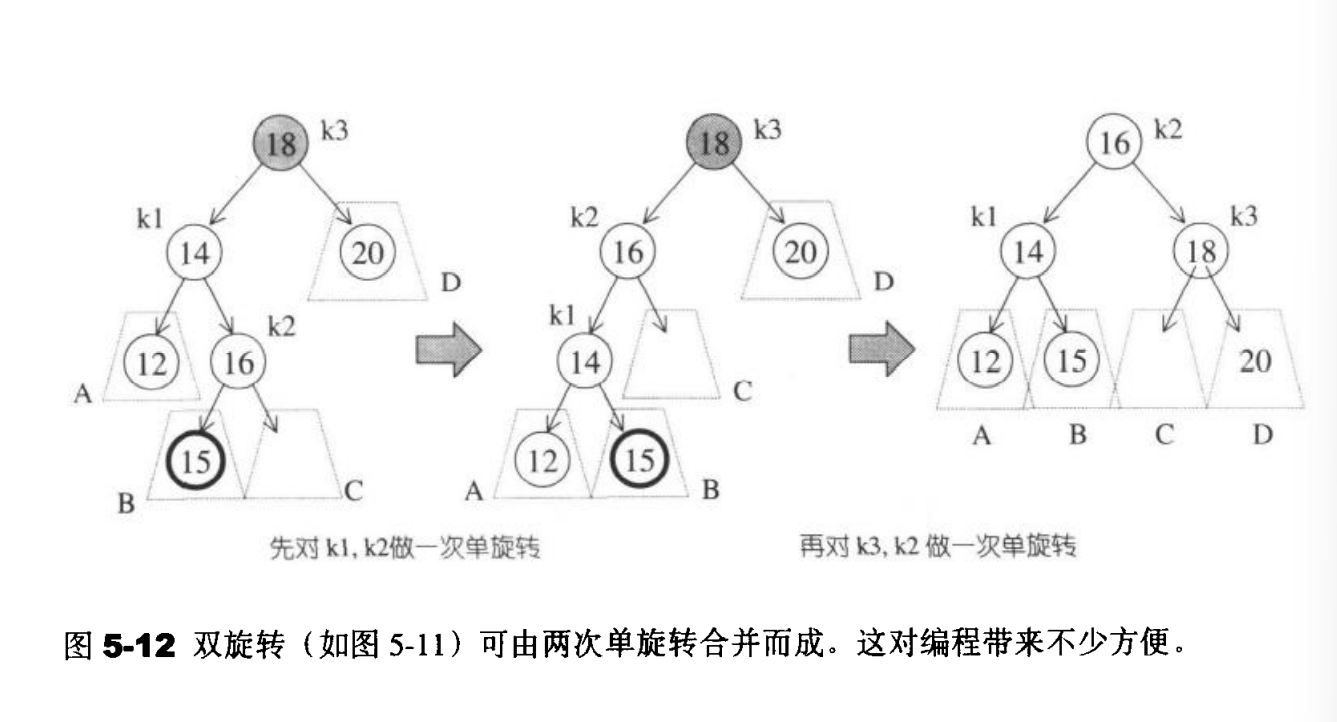 18 k3
k1
14 20
D
k2
12 16
A
15
B C
18 k3
k2
16 20
D
k1
14
C
12 15
A B
16 k2
k1 k3
14 18
12 15 20
A B C D
先对 k1, k2做一次单旋转
再对 k3, k2 做一次单旋转
图 5-12 双旋转（如图 5-11）可由两次单旋转合并而成。这对编程带来不少方便。